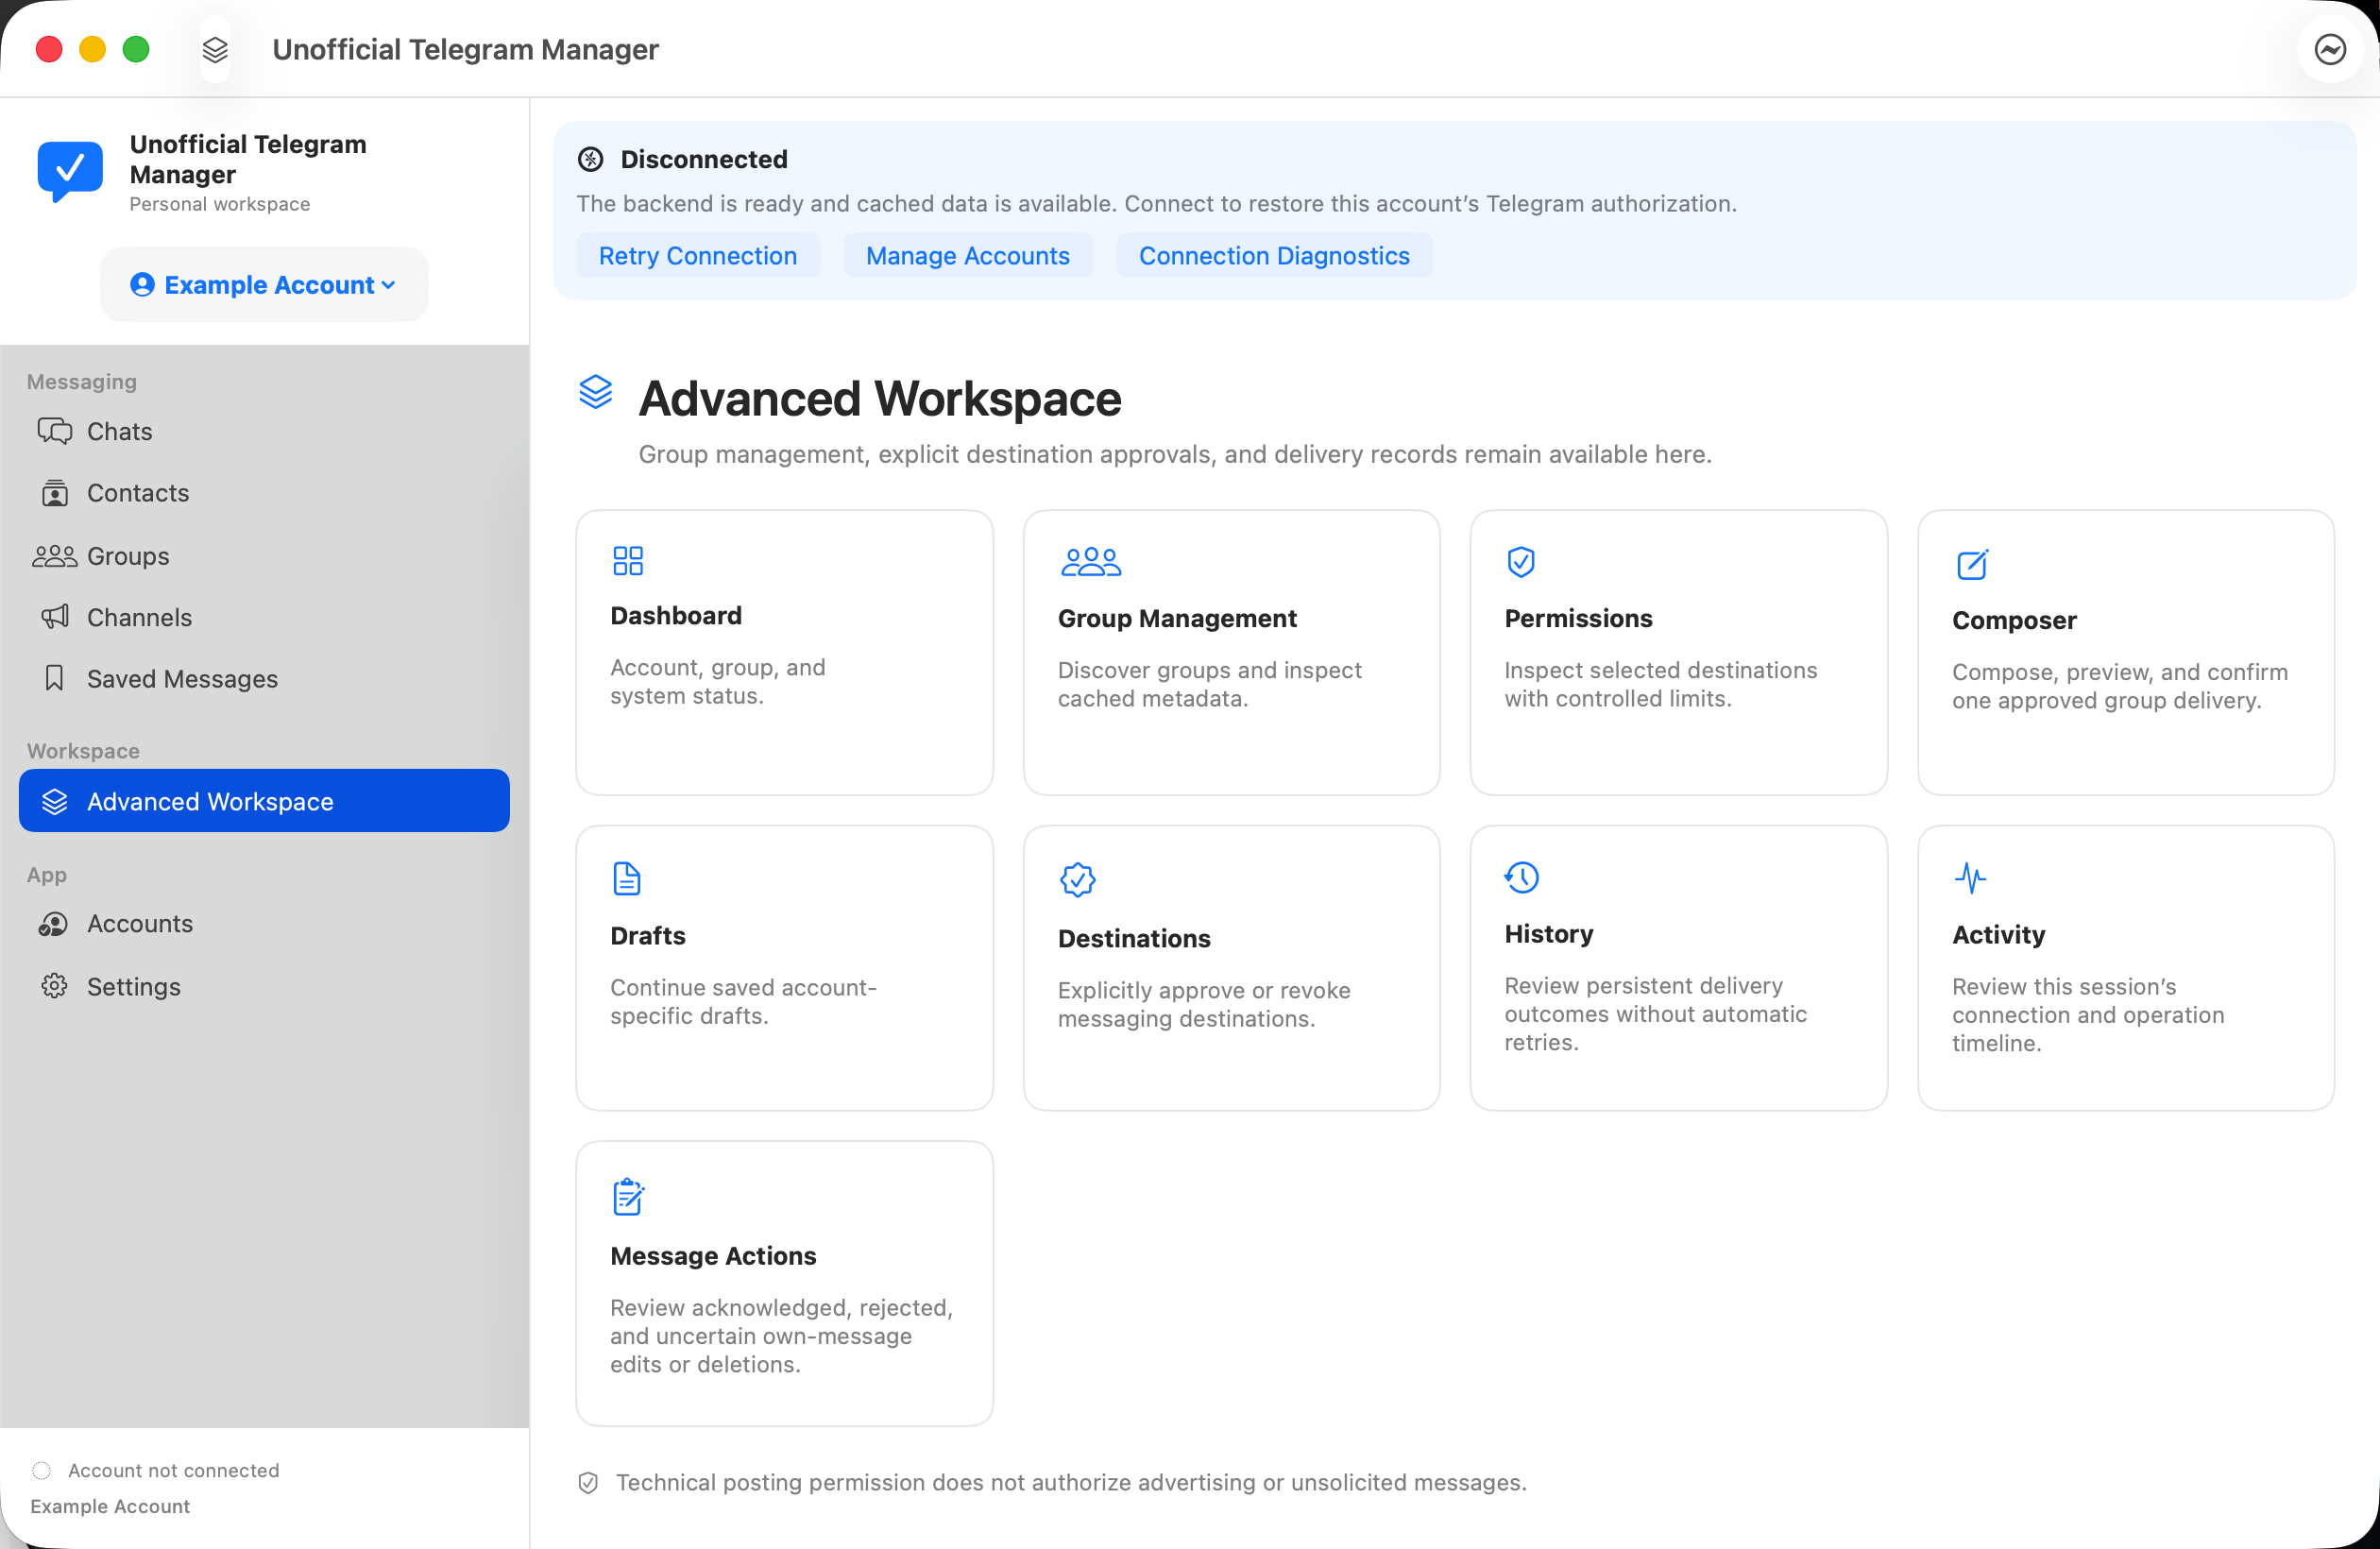 Unofficial Telegram Manager
Unofficial Telegram
Manager
Personal workspace
Example Account
Messaging
Chats
Contacts
Groups
Channels
Saved Messages
Workspace
Advanced Workspace
App
Accounts
Settings
Account not connected
Example Account
Disconnected
The backend is ready and cached data is available. Connect to restore this account’s Telegram authorization.
Retry Connection
Manage Accounts
Connection Diagnostics
Advanced Workspace
Group management, explicit destination approvals, and delivery records remain available here.
Dashboard
Account, group, and
system status.
Group Management
Discover groups and inspect
cached metadata.
Permissions
Inspect selected destinations
with controlled limits.
Composer
Compose, preview, and confirm
one approved group delivery.
Drafts
Continue saved account-
specific drafts.
Destinations
Explicitly approve or revoke
messaging destinations.
History
Review persistent delivery
outcomes without automatic
retries.
Activity
Review this session’s
connection and operation
timeline.
Message Actions
Review acknowledged, rejected,
and uncertain own-message
edits or deletions.
Technical posting permission does not authorize advertising or unsolicited messages.